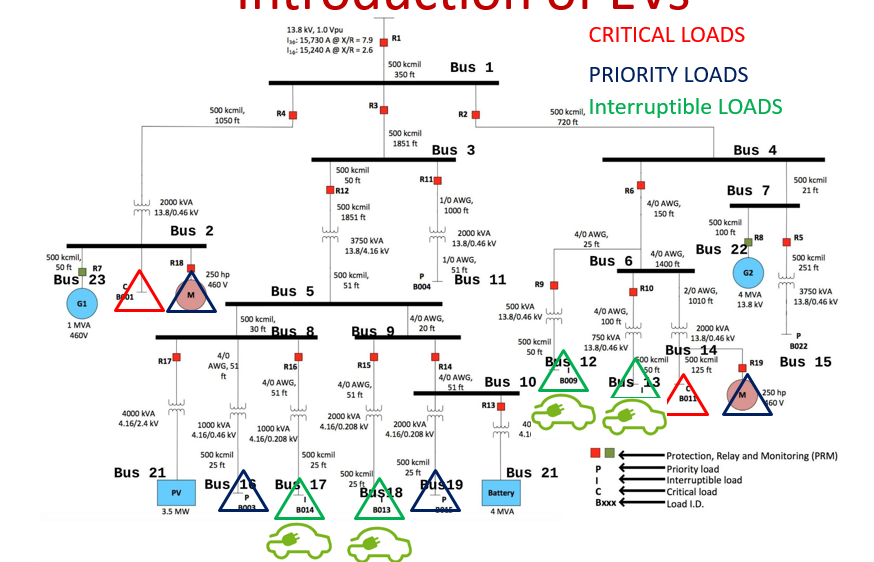 Introduction of EVs
13.8 kV, 1.0 Vpu
I3Φ: 15,730 A @ X/R = 7.9
I1Φ: 15,240 A @ X/R = 2.6
R1
CRITICAL LOADS
PRIORITY LOADS
Interruptible LOADS
500 kcmil
350 ft
Bus 1
500 kcmil,
1050 ft
R4
R3
R2
500 kcmil,
720 ft
500 kcmil
1851 ft
Bus 3
Bus 4
500 kcmil
50 ft
R12
R11
500 kcmil
1851 ft
1/0 AWG,
1000 ft
R6
4/0 AWG,
150 ft
500 kcmil
21 ft
Bus 7
2000 kVA
13.8/0.46 kV
3750 kVA
13.8/4.16 kV
2000 kVA
13.8/0.46 kV
4/0 AWG,
25 ft
4/0 AWG,
1400 ft
500 kcmil
100 ft
R8
R5
Bus 2
Bus 22
500 kcmil,
50 ft
R7
R18
Bus 23
G1
1 MVA
460V
C
B001
M
250 hp
460 V
500 kcmil,
51 ft
1/0 AWG,
51 ft
P
B004
Bus 11
Bus 6
R9
R10
2/0 AWG,
1010 ft
G2
4 MVA
13.8 kV
500 kcmil
251 ft
3750 kVA
13.8/0.46 kV
Bus 5
500 kcmil,
30 ft
4/0 AWG,
20 ft
500 kVA
13.8/0.46 kV
4/0 AWG,
100 ft
750 kVA
13.8/0.46 kV
2000 kVA
13.8/0.46 kV
P
B022
Bus 8
Bus 9
500 kcmil
50 ft
Bus 14
Bus 15
R17
4/0
AWG, 51
ft
R16
R15
R14
Bus 12
50 ft
500 kcmil
125 ft
R19
4/0 AWG,
51 ft
4/0 AWG,
51 ft
4/0 AWG,
51 ft
Bus 10
R13
I
B009
Bus 13
I
C
B011
M
250 hp
460 V
4000 kVA
4.16/2.4 kV
1000 kVA
4.16/0.46 kV
1000 kVA
4.16/0.208 kV
2000 kVA
4.16/0.208 kV
2000 kVA
4.16/0.208 kV
500 kcmil
25 ft
500 kcmil
25 ft
500 kcmil
25 ft
500 kcmil
25 ft
Bus 21
PV
3.5 MW
Bus 16
P
B003
Bus 17
I
B014
Bus18
I
B013
Bus19
P
Bus 21
Battery
4 MVA
Protection, Relay and Monitoring (PRM)
P
Priority load
I
Interruptible load
C
Critical load
Bxxx
Load I.D.